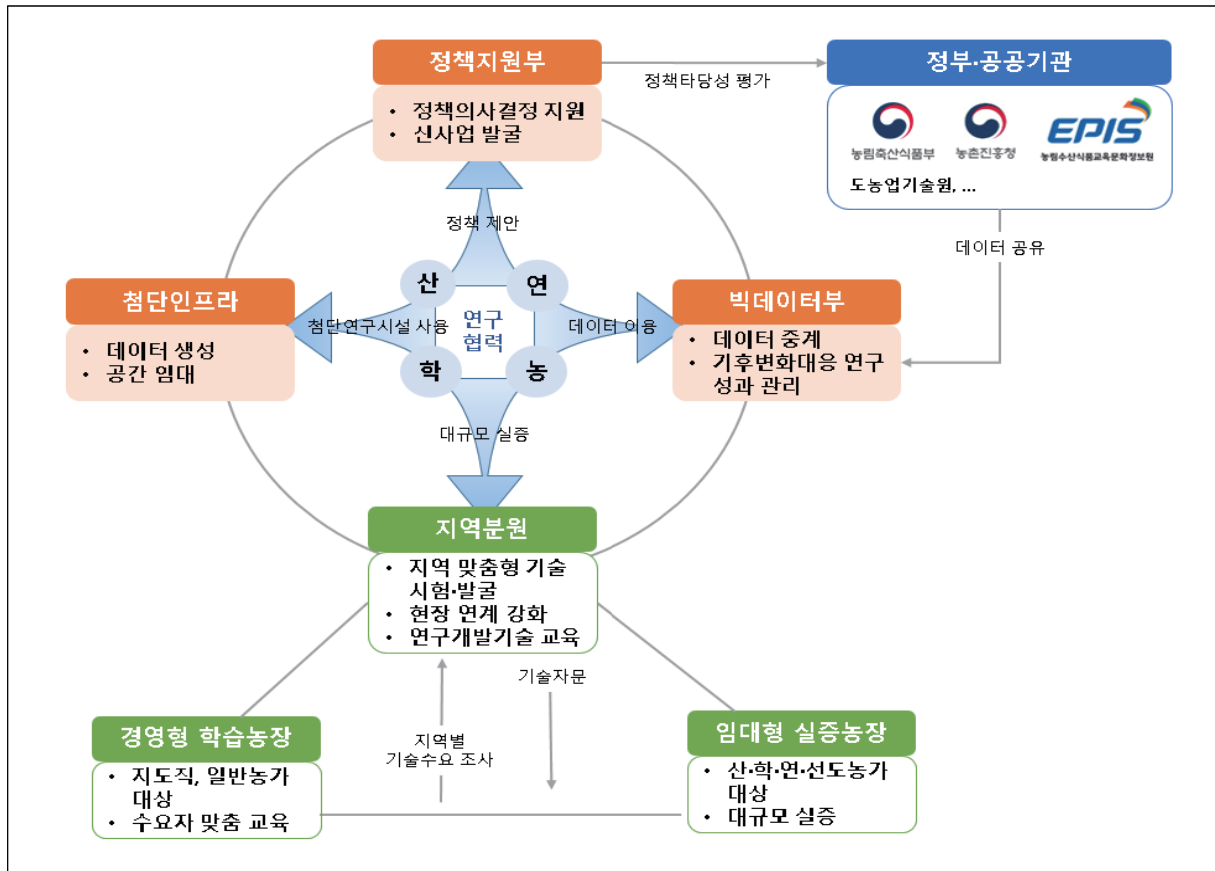 정책지원부
• 정책의사결정 지원
• 신사업 발굴
정책타당성 평가
정부·공공기관
농림축산식품부
농촌진흥청
EPIS
농림수산식품교육문화정보원
도농업기술원, ...
데이터 공유
정책 제안
산
연
연구
협력
학
농
첨단인프라
• 데이터 생성
• 공간 임대
첨단연구시설 사용
데이터 이용
빅데이터부
• 데이터 중계
• 기후변화대응 연구
성과 관리
대규모 실증
지역분원
• 지역 맞춤형 기술
시험·발굴
• 현장 연계 강화
• 연구개발기술 교육
기술자문
지역별
기술수요 조사
경영형 학습농장
• 지도직, 일반농가
대상
• 수요자 맞춤 교육
임대형 실증농장
• 산·학·연·선도농가
대상
• 대규모 실증